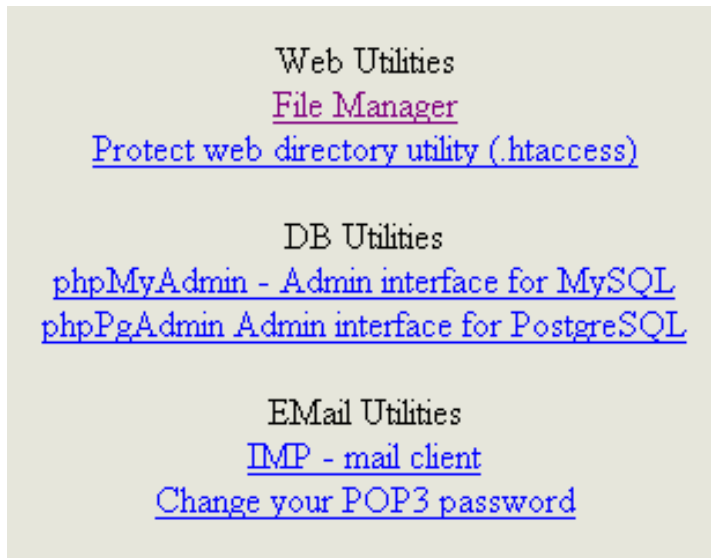 Web Utilities
File Manager
Protect web directory utility (.htaccess)
DB Utilities
phpMyAdmin - Admin interface for MySQL
phpPgAdmin Admin interface for PostgreSQL
EMail Utilities
IMP - mail client
Change your POP3 password